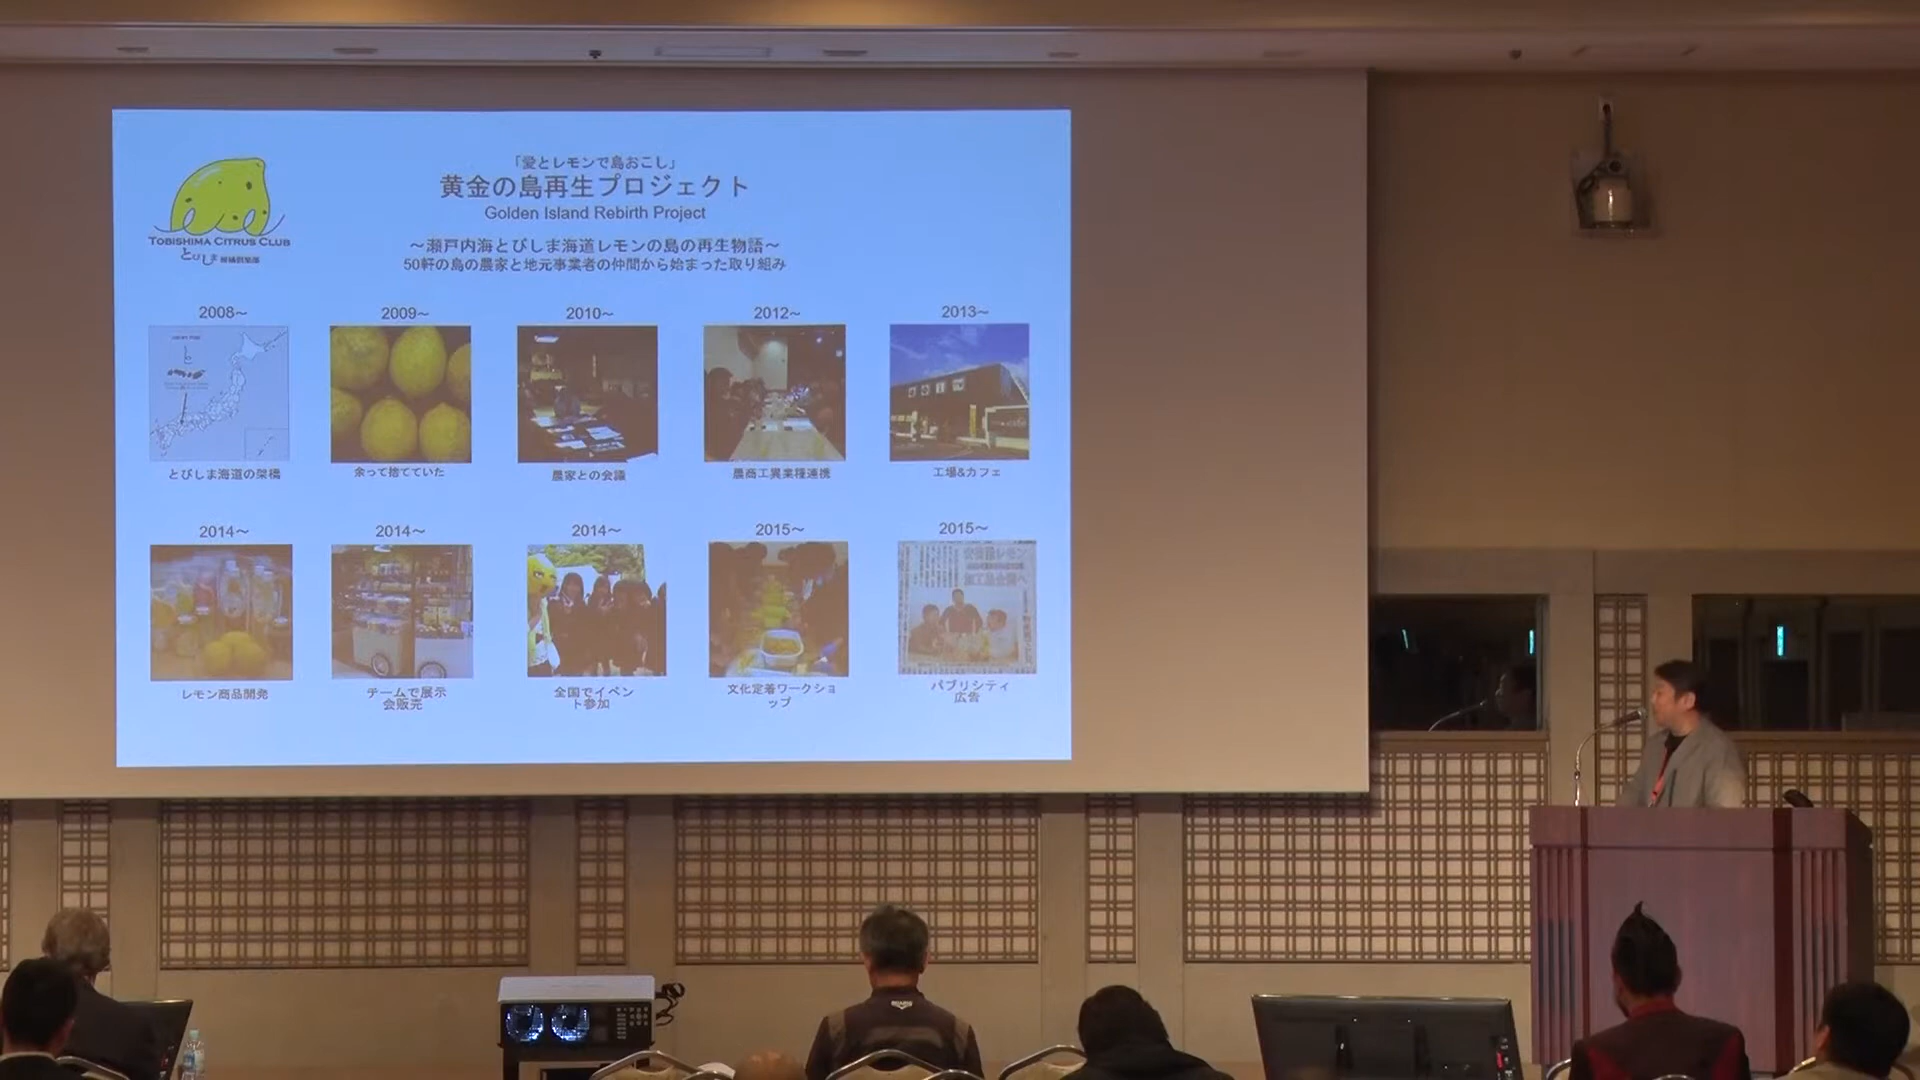 「愛とレモンで島おこし」
黄金の島再生プロジェクト
Golden Island Rebirth Project
TOBISHIMA CITRUS CLUB
とびしま柑橘倶楽部
～瀬戸内海とびしま海道レモンの島の再生物語～
50軒の島の農家と地元事業者の仲間から始まった取り組み
2008～
2009～
2010～
2012～
2013～
とびしま海道の架橋
余って捨てていた
農家との会議
農商工異業種連携
工場&カフェ
2014～
2014～
2014～
2015～
2015～
レモン商品開発
チームで展示
会販売
全国でイベン
ト参加
文化定着ワークショ
ップ
パブリシティ
広告